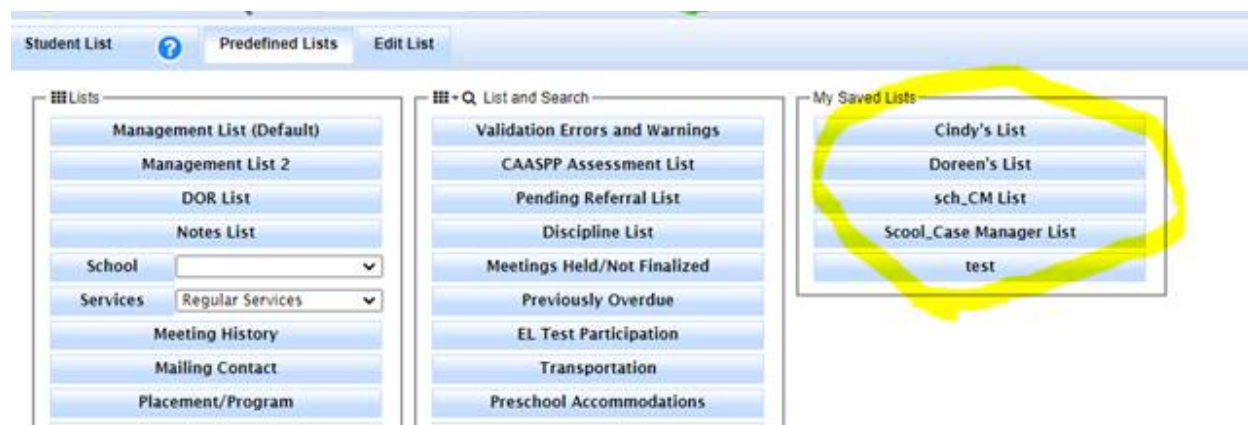 Student List ? Predefined Lists Edit List
Lists
Management List (Default)
Management List 2
DOR List
Notes List
School
Services Regular Services
Meeting History
Mailing Contact
Placement/Program
List and Search
Validation Errors and Warnings
CAASPP Assessment List
Pending Referral List
Discipline List
Meetings Held/Not Finalized
Previously Overdue
EL Test Participation
Transportation
Preschool Accommodations
My Saved Lists
Cindy's List
Doreen's List
sch_CM List
Scool_Case Manager List
test